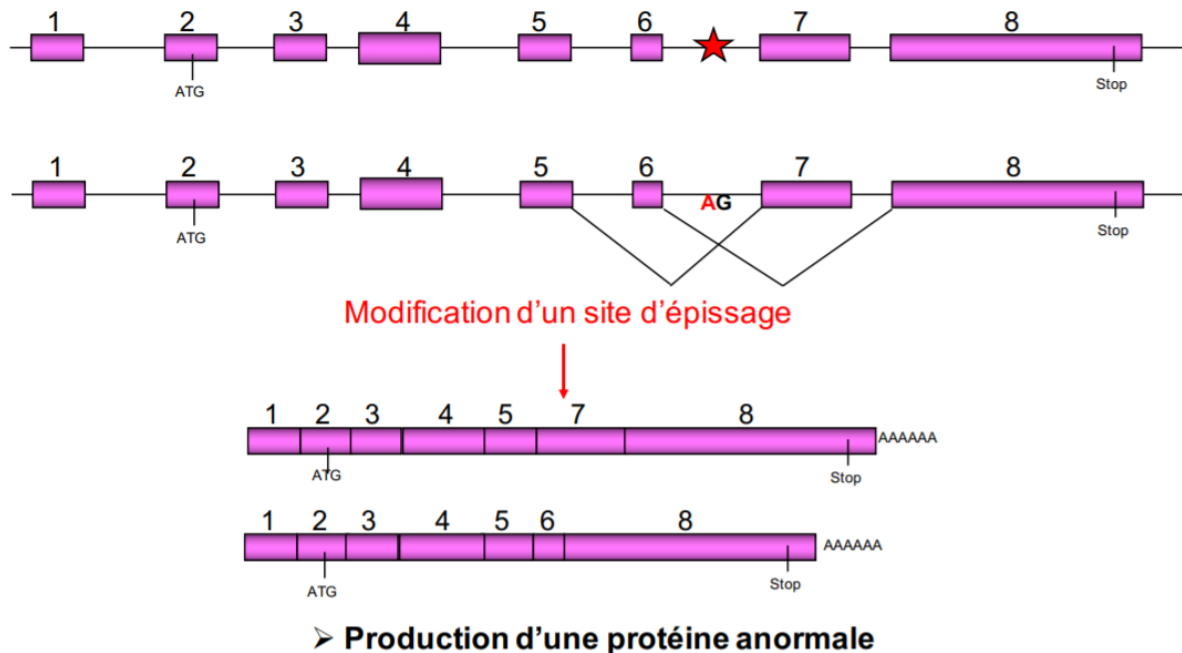 1 2 3 4 5 6 7 8
ATG Stop
1 2 3 4 5 6 7 8
AG
ATG Stop
Modification d'un site d'épissage
1 2 3 4 5 7 8
AAAAAA
ATG Stop
1 2 3 4 5 6 8
AAAAAA
ATG Stop
➢ Production d'une protéine anormale